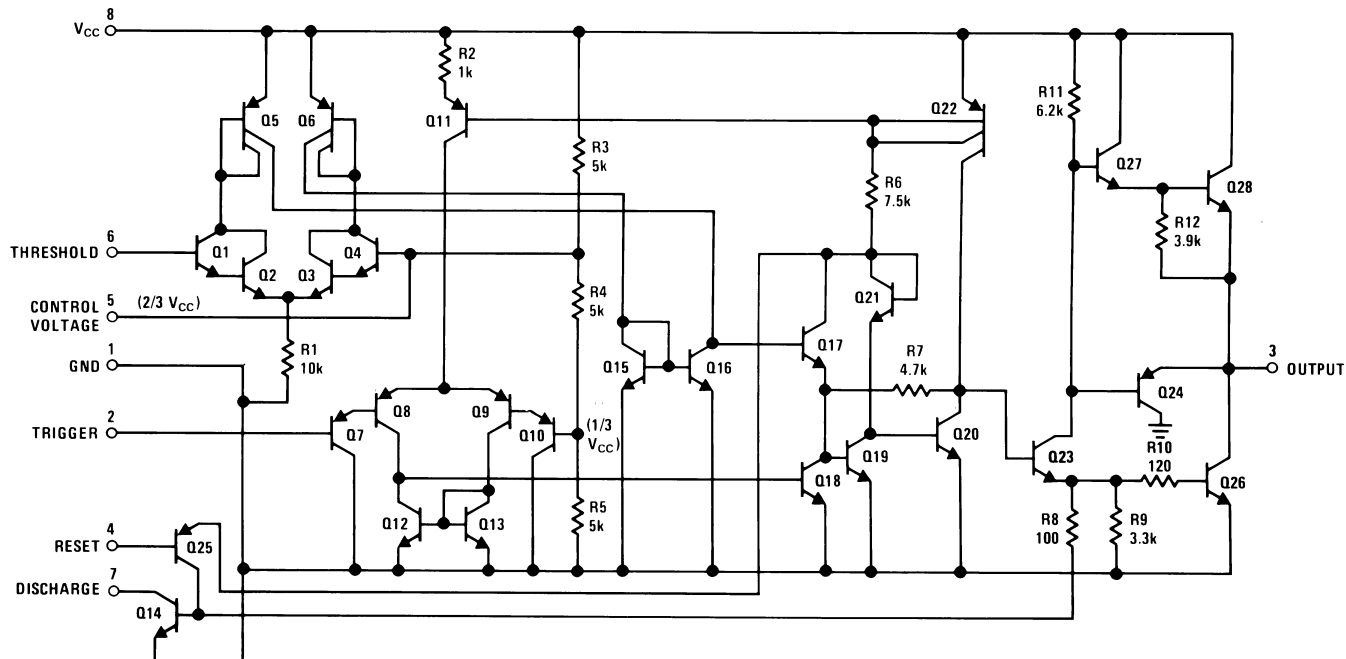 8
VCC
R2
1k
Q5
Q6
Q11
Q22
R11
6.2k
R3
5k
Q27
R6
7.5k
Q28
R12
3.9k
6
THRESHOLD
Q1
Q2
Q3
Q4
CONTROL
VOLTAGE
5
(2/3 VCC)
R4
5k
Q21
1
GND
R1
10k
Q15
Q16
Q17
R7
4.7k
3
OUTPUT
2
TRIGGER
Q7
Q8
Q9
Q10
(1/3
VCC)
Q24
Q18
Q19
Q20
Q23
R10
120
Q26
4
RESET
Q25
Q12
Q13
R5
5k
R8
100
R9
3.3k
7
DISCHARGE
Q14